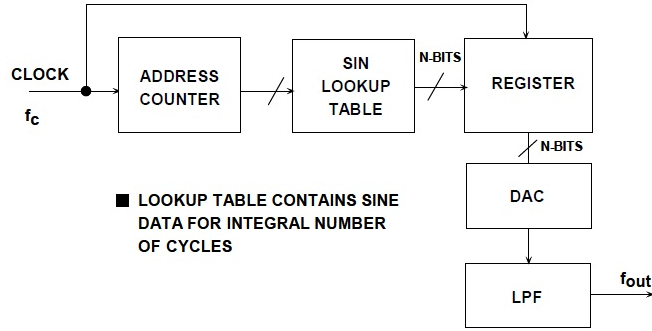 CLOCK
fc
ADDRESS
COUNTER
SIN
LOOKUP
TABLE
N-BITS
REGISTER
N-BITS
DAC
LPF
fout
LOOKUP TABLE CONTAINS SINE
DATA FOR INTEGRAL NUMBER
OF CYCLES